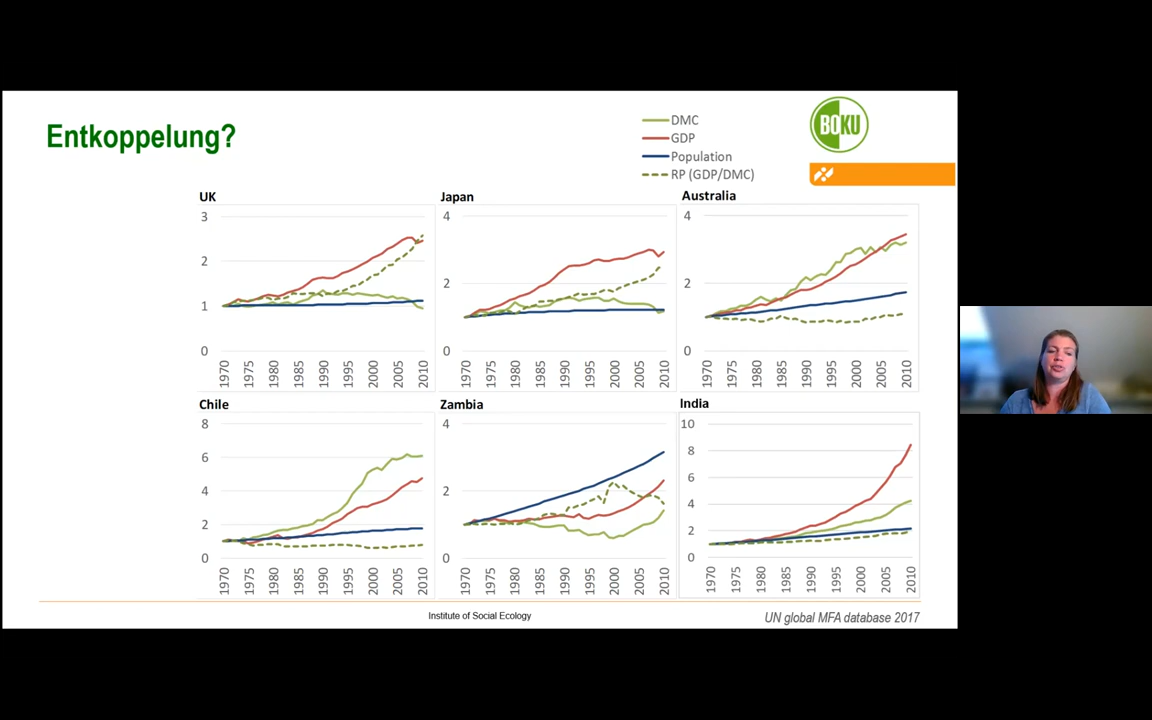 Entkoppelung?
DMC
GDP
Population
RP (GDP/DMC)
BOKU
UK
3
2
1
0
1970 1975 1980 1985 1990 1995 2000 2005 2010
Japan
4
2
0
1970 1975 1980 1985 1990 1995 2000 2005 2010
Australia
4
2
0
1970 1975 1980 1985 1990 1995 2000 2005 2010
Chile
8
6
4
2
0
1970 1975 1980 1985 1990 1995 2000 2005 2010
Zambia
4
2
0
1970 1975 1980 1985 1990 1995 2000 2005 2010
India
10
8
6
4
2
0
1970 1975 1980 1985 1990 1995 2000 2005 2010
Institute of Social Ecology
UN global MFA database 2017